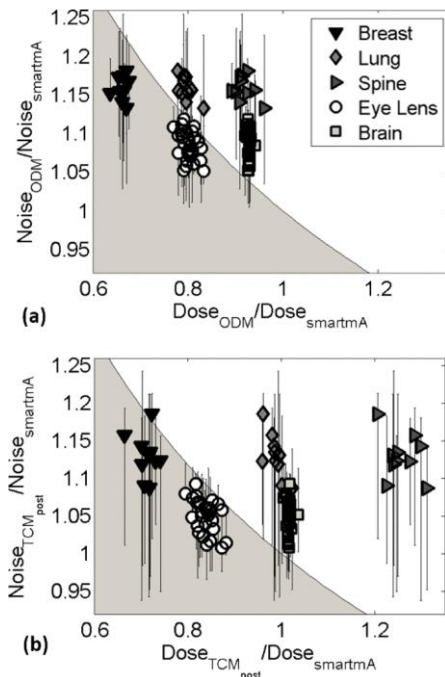 1.25
1.2
1.15
1.1
1.05
1
0.95
Noise_ODM/Noise_smartmA
Breast
Lung
Spine
Eye Lens
Brain
0.6 0.8 1 1.2
(a)
Dose_ODM/Dose_smartmA
1.25
1.2
1.15
1.1
1.05
1
0.95
Noise_TCM_post/Noise_smartmA
0.6 0.8 1 1.2
(b)
Dose_TCM_post/Dose_smartmA